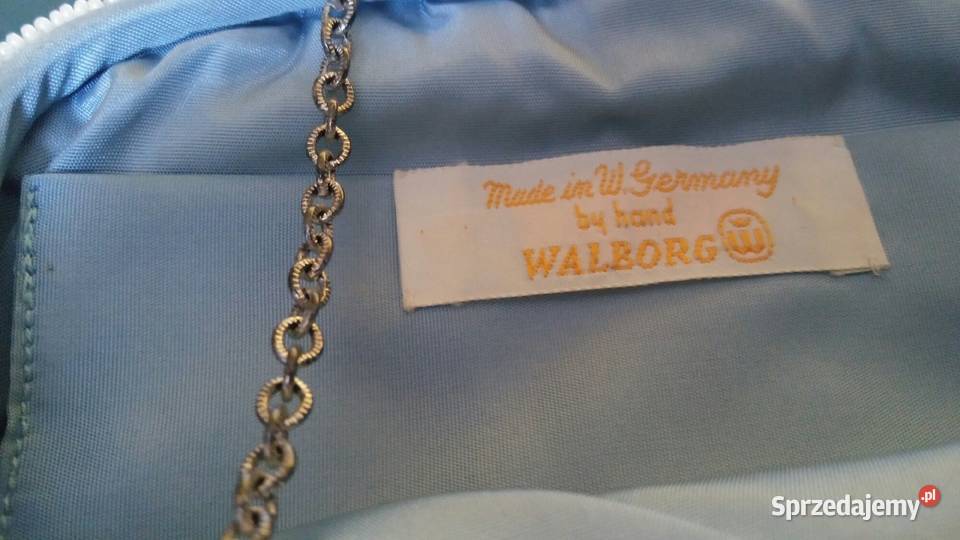 Made in W. Germany
by hand
WALBORG W
Sprzedajemy.pl